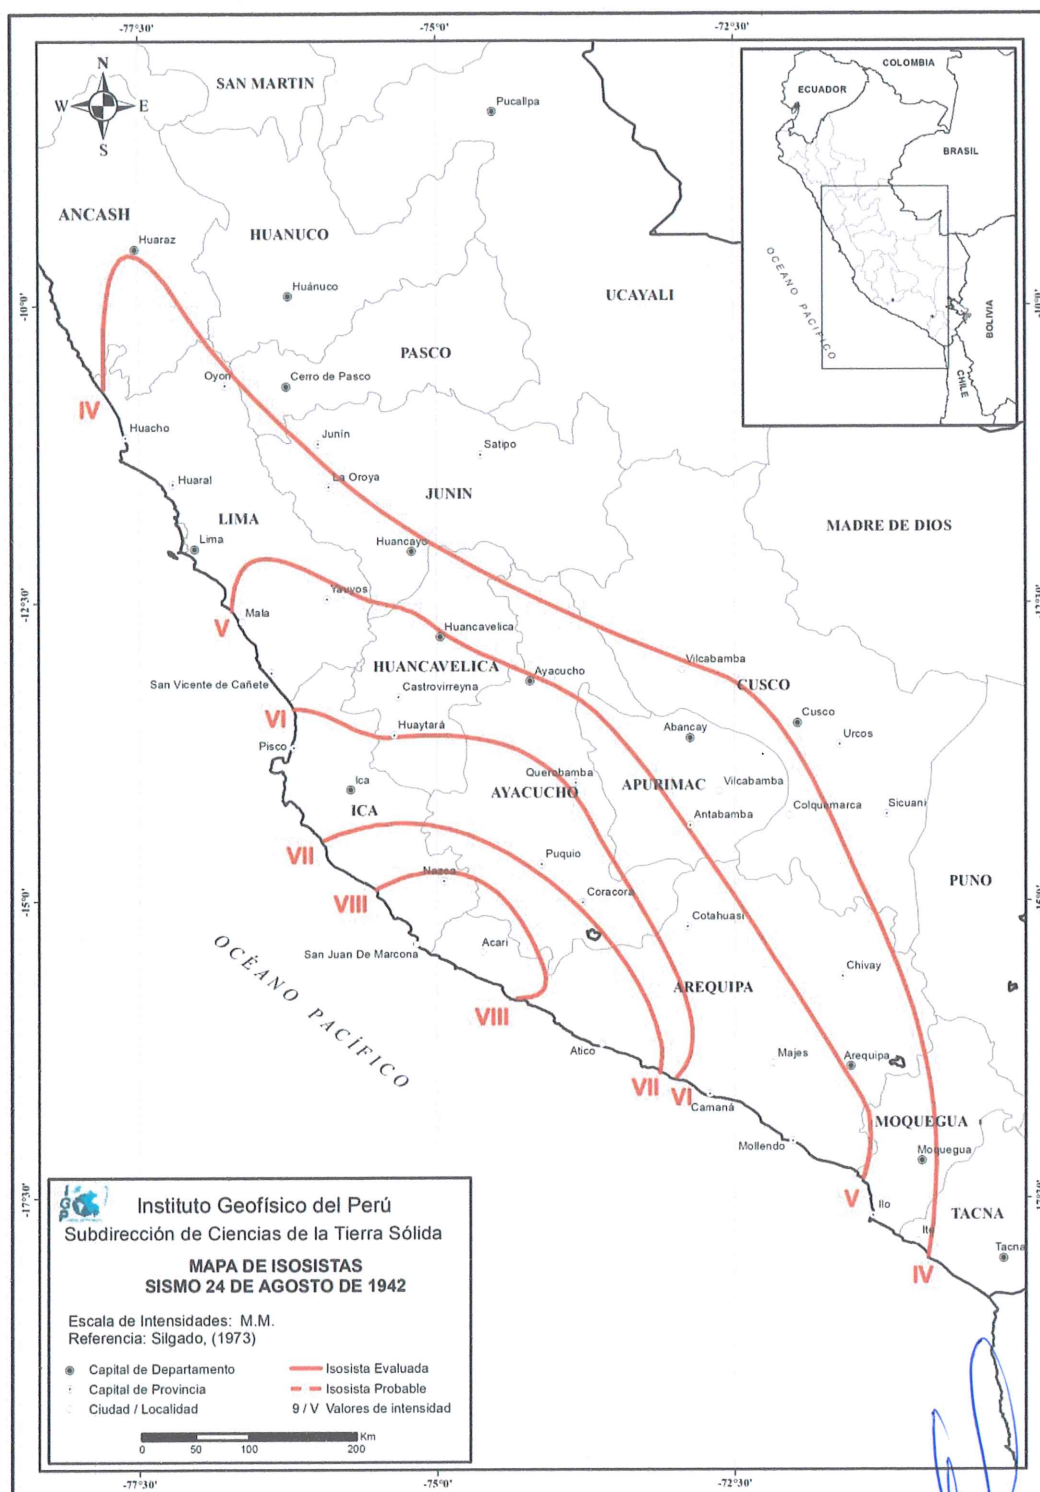 -77°30'
-75°0'
-72°30'
N
W E
S
SAN MARTIN
Pucallpa
COLOMBIA
ECUADOR
BRASIL
OCEANO PACIFICO
BOLIVIA
CHILE
ANCASH
Huaraz
HUANUCO
Huánuco
UCAYALI
-10°0'
-10°0'
PASCO
Oyon
Cerro de Pasco
IV
Huacho
Junín
Satipo
Huaral
La Oroya
JUNIN
LIMA
MADRE DE DIOS
Lima
Huancayo
-12°30'
-12°30'
Yauyos
Mala
V
Huancavelica
HUANCAVELICA
Ayacucho
Vilcabamba
CUSCO
San Vicente de Cañete
Castrovirreyna
VI
Huaytará
Abancay
Cusco
Urcos
Pisco
Ica
ICA
Querobamba
AYACUCHO
APURIMAC
Vilcabamba
Antabamba
Colquemarca
Sicuani
VII
Puquio
PUNO
Nazca
VIII
Coracora
-15°0'
Cotahuasi
San Juan De Marcona
Acari
Chivay
OCÉANO PACÍFICO
AREQUIPA
VIII
Atico
Majes
Arequipa
VII
VI
Camaná
MOQUEGUA
Mollendo
Moquegua
V
Ilo
TACNA
-17°30'
Ite
Tacna
IV
IGP
Instituto Geofísico del Perú
Subdirección de Ciencias de la Tierra Sólida
MAPA DE ISOSISTAS
SISMO 24 DE AGOSTO DE 1942
Escala de Intensidades: M.M.
Referencia: Silgado, (1973)
Capital de Departamento
Isosista Evaluada
Capital de Provincia
Isosista Probable
Ciudad / Localidad
9 / V Valores de intensidad
Km
0 50 100 200
-77°30'
-75°0'
-72°30'